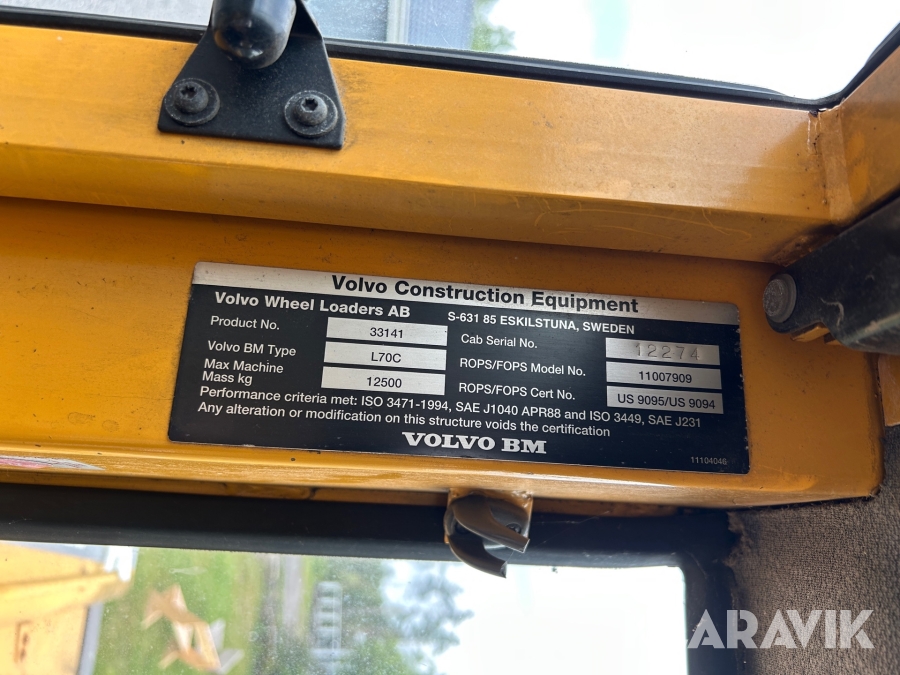 Volvo Construction Equipment
Volvo Wheel Loaders AB
S-631 85 ESKILSTUNA, SWEDEN
Product No. 33141
Volvo BM Type L70C
Max Machine
Mass kg 12500
Cab Serial No. 12274
ROPS/FOPS Model No. 11007909
ROPS/FOPS Cert No. US 9095/US 9094
Performance criteria met: ISO 3471-1994, SAE J1040 APR88 and ISO 3449, SAE J231
Any alteration or modification on this structure voids the certification
VOLVO BM
11104046
ARAVIK